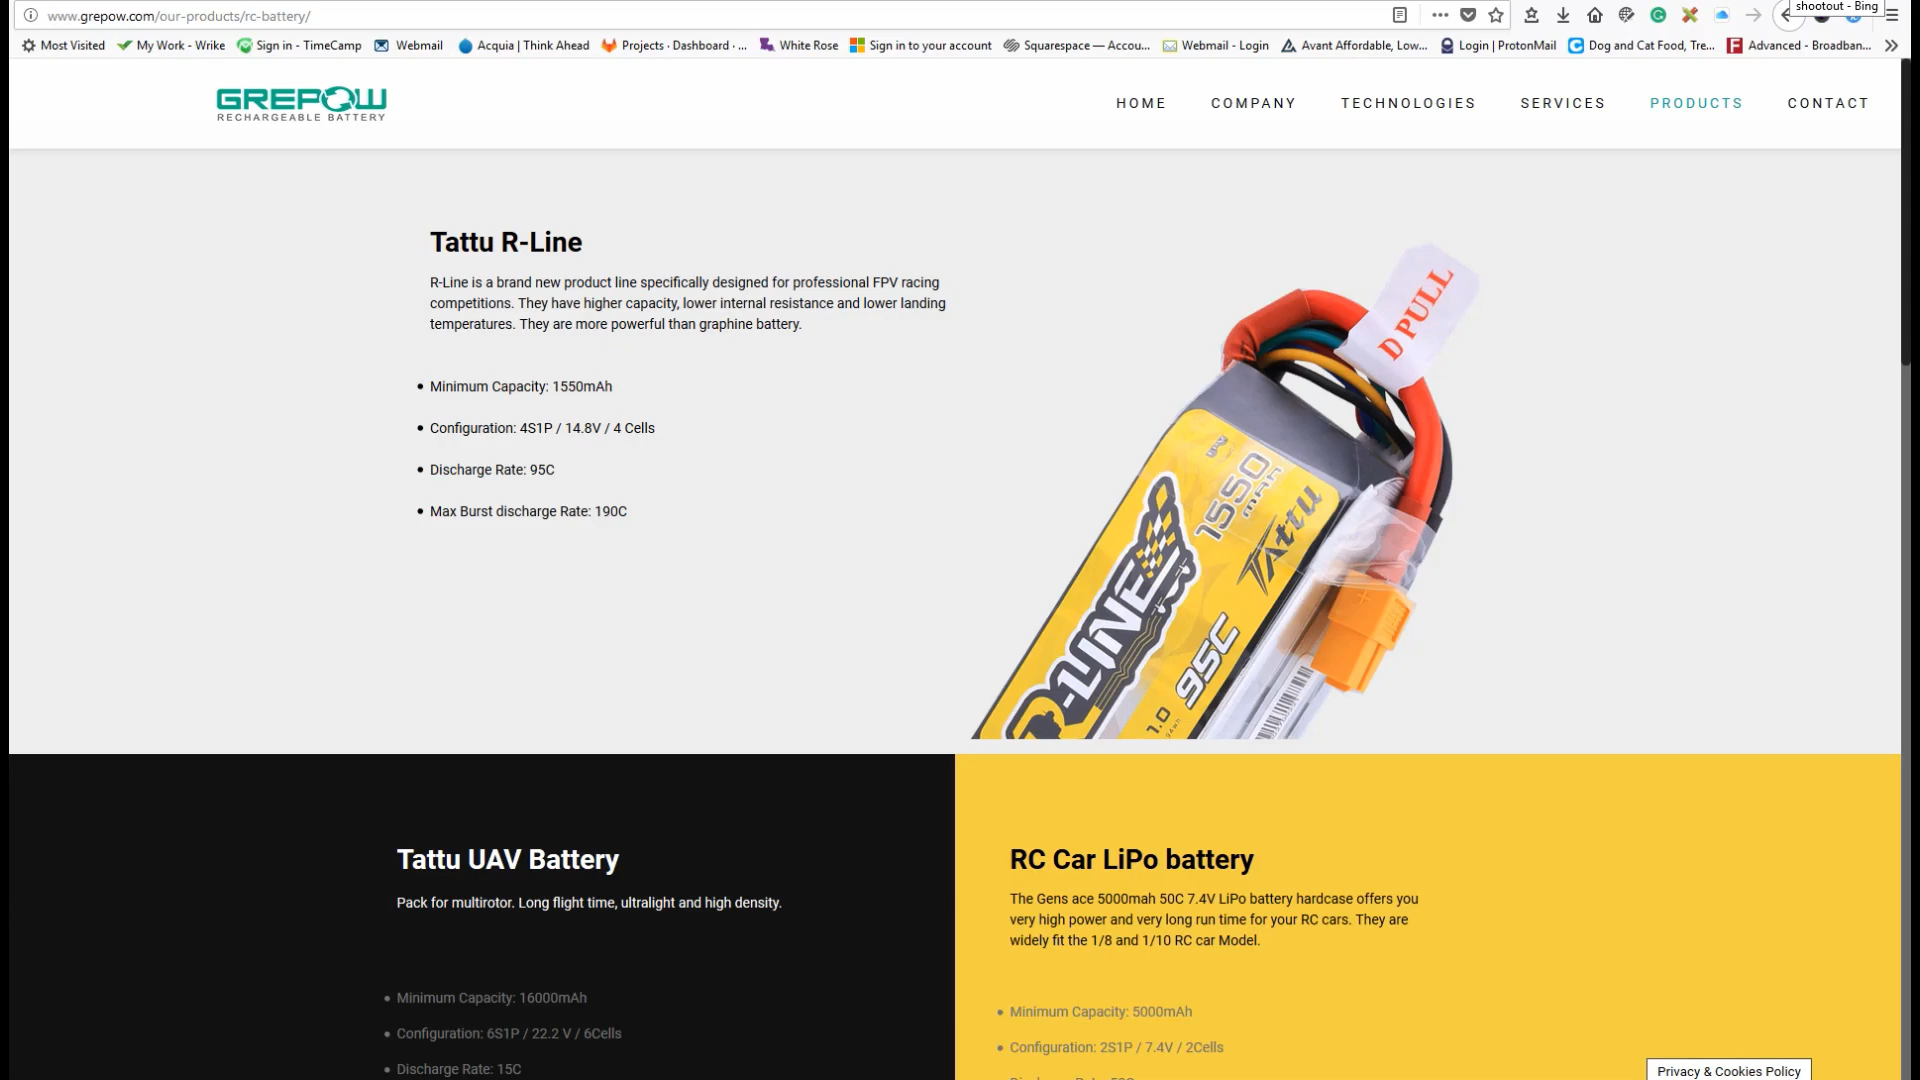 shootout - Bing
www.grepow.com/our-products/rc-battery/
Most Visited My Work - Wrike Sign in - TimeCamp Webmail Acquia | Think Ahead Projects · Dashboard · ... White Rose Sign in to your account Squarespace — Accou... Webmail - Login Avant Affordable, Low... Login | ProtonMail Dog and Cat Food, Tre... Advanced - Broadban...
GREPOW
RECHARGEABLE BATTERY
HOME COMPANY TECHNOLOGIES SERVICES PRODUCTS CONTACT
Tattu R-Line
R-Line is a brand new product line specifically designed for professional FPV racing
competitions. They have higher capacity, lower internal resistance and lower landing
temperatures. They are more powerful than graphine battery.
Minimum Capacity: 1550mAh
Configuration: 4S1P / 14.8V / 4 Cells
Discharge Rate: 95C
Max Burst discharge Rate: 190C
D PULL
1550
mAh
Tattu
R-LINE
95C
1.0
Tattu UAV Battery
Pack for multirotor. Long flight time, ultralight and high density.
Minimum Capacity: 16000mAh
Configuration: 6S1P / 22.2 V / 6Cells
Discharge Rate: 15C
RC Car LiPo battery
The Gens ace 5000mah 50C 7.4V LiPo battery hardcase offers you
very high power and very long run time for your RC cars. They are
widely fit the 1/8 and 1/10 RC car Model.
Minimum Capacity: 5000mAh
Configuration: 2S1P / 7.4V / 2Cells
Privacy & Cookies Policy